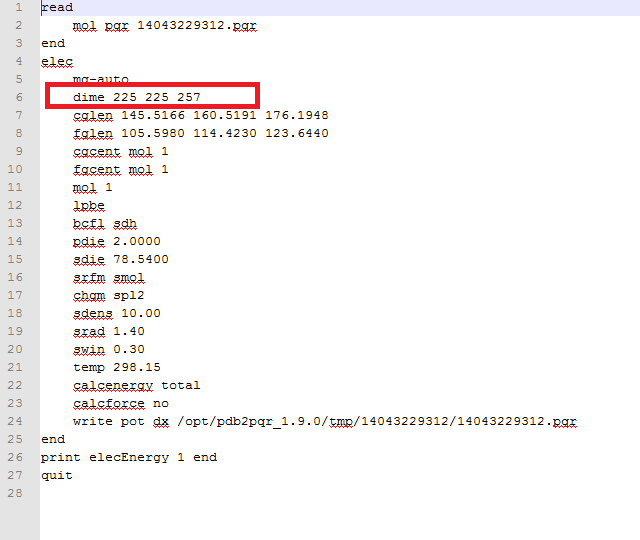 1 read
2 mol pqr 14043229312.pqr
3 end
4 elec
5 mg-auto
6 dime 225 225 257
7 cglen 145.5166 160.5191 176.1948
8 fglen 105.5980 114.4230 123.6440
9 cgcent mol 1
10 fgcent mol 1
11 mol 1
12 lpbe
13 bcfl sdh
14 pdie 2.0000
15 sdie 78.5400
16 srfm smol
17 chgm spl2
18 sdens 10.00
19 srad 1.40
20 swin 0.30
21 temp 298.15
22 calcenergy total
23 calcforce no
24 write pot dx /opt/pdb2pqr_1.9.0/tmp/14043229312/14043229312.pqr
25 end
26 print elecEnergy 1 end
27 quit
28